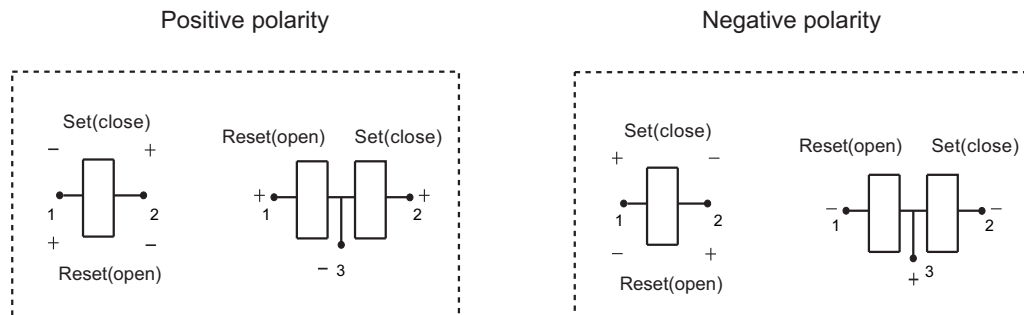 Positive polarity
Negative polarity
Set(close)
− +
1 2
+ −
Reset(open)
Reset(open) Set(close)
+ +
1 2
− 3
Set(close)
+ −
1 2
− +
Reset(open)
Reset(open) Set(close)
− −
1 2
+ 3